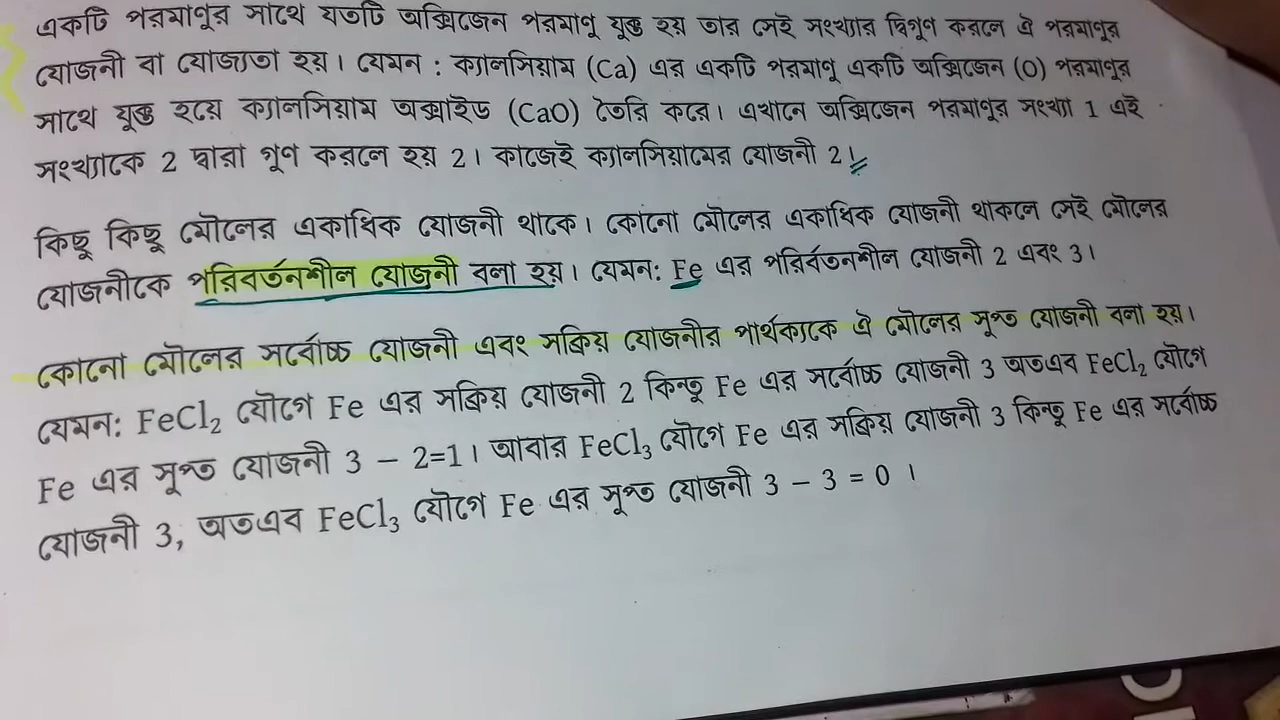 একটি পরমাণুর সাথে যতটি অক্সিজেন পরমাণু যুক্ত হয় তার সেই সংখ্যার দ্বিগুণ করলে ঐ পরমাণুর
যোজনী বা যোজ্যতা হয়। যেমন : ক্যালসিয়াম (Ca) এর একটি পরমাণু একটি অক্সিজেন (O) পরমাণুর
সাথে যুক্ত হয়ে ক্যালসিয়াম অক্সাইড (CaO) তৈরি করে। এখানে অক্সিজেন পরমাণুর সংখ্যা 1 এই
সংখ্যাকে 2 দ্বারা গুণ করলে হয় 2। কাজেই ক্যালসিয়ামের যোজনী 2।
কিছু কিছু মৌলের একাধিক যোজনী থাকে। কোনো মৌলের একাধিক যোজনী থাকলে সেই মৌলের
যোজনীকে পরিবর্তনশীল যোজনী বলা হয়। যেমন: Fe এর পরিবর্তনশীল যোজনী 2 এবং 3।
কোনো মৌলের সর্বোচ্চ যোজনী এবং সক্রিয় যোজনীর পার্থক্যকে ঐ মৌলের সুপ্ত যোজনী বলা হয়।
যেমন: FeCl₂ যৌগে Fe এর সক্রিয় যোজনী 2 কিন্তু Fe এর সর্বোচ্চ যোজনী 3 অতএব FeCl₂ যৌগে
Fe এর সুপ্ত যোজনী 3 – 2=1। আবার FeCl₃ যৌগে Fe এর সক্রিয় যোজনী 3 কিন্তু Fe এর সর্বোচ্চ
যোজনী 3, অতএব FeCl₃ যৌগে Fe এর সুপ্ত যোজনী 3 – 3 = 0 ।